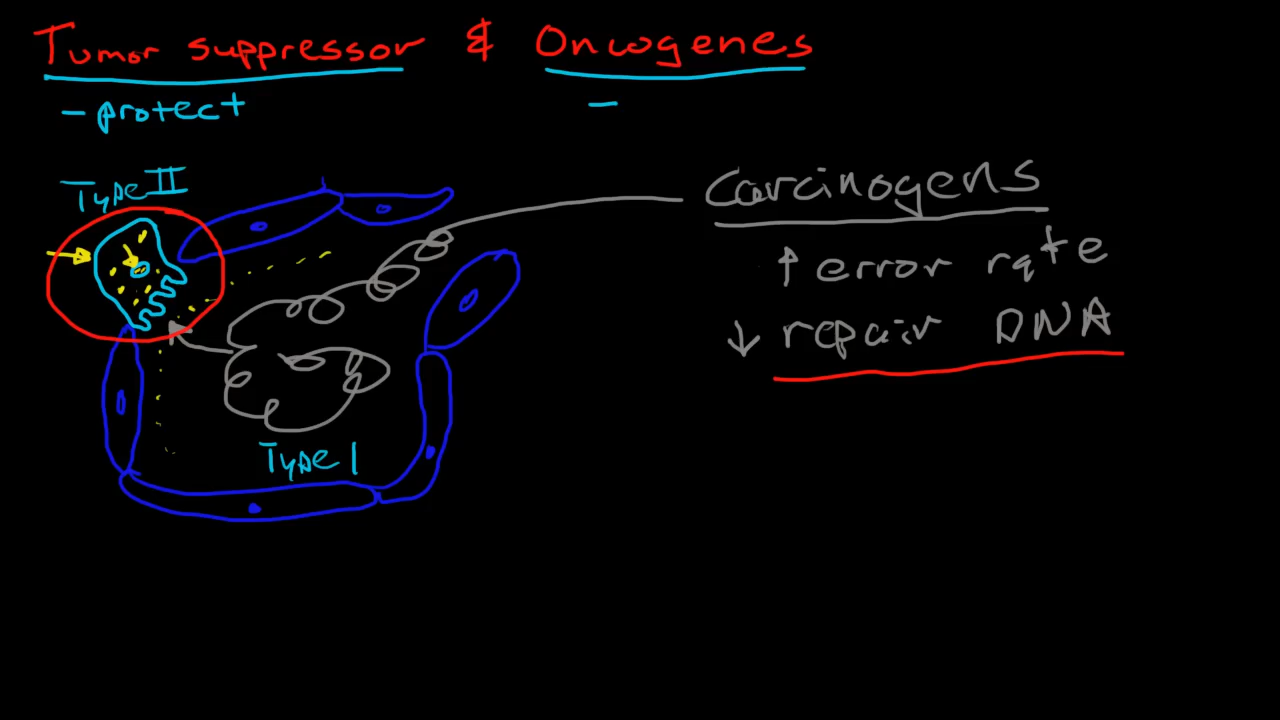 Tumor suppressor & Oncogenes
- protect -
Type II
Carcinogens
↑ error rate
↓ repair DNA
Type I